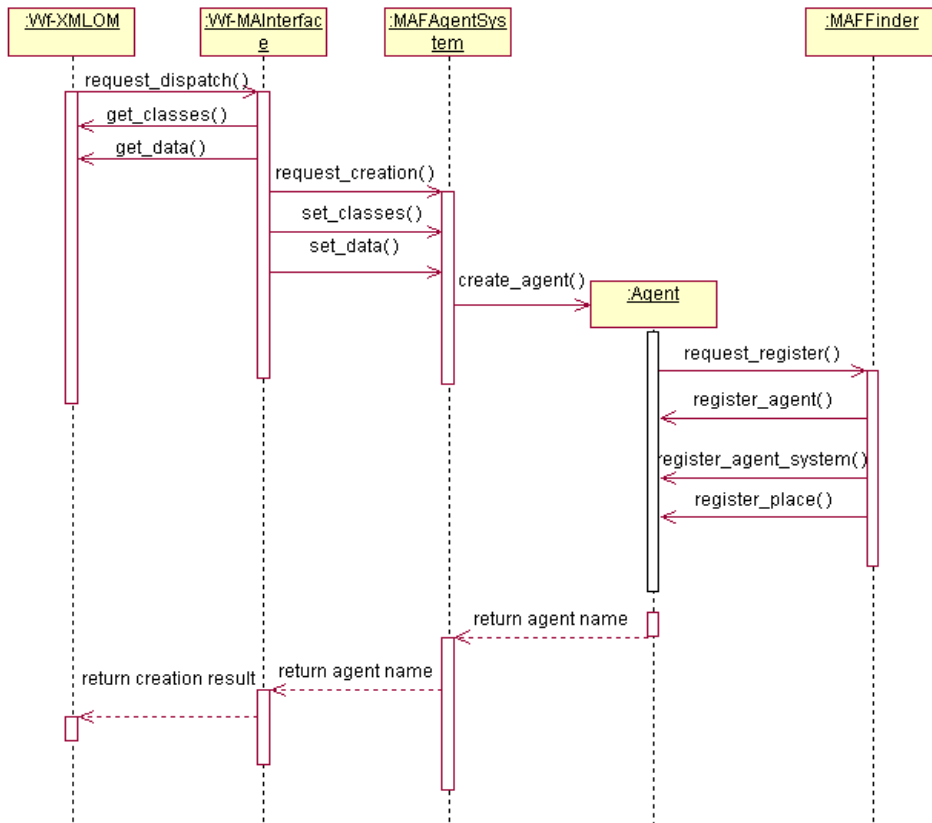 :Wf-XMLOM
:Wf-MAInterfac
e
:MAFAgentSys
tem
:MAFFinder
request_dispatch()
get_classes()
get_data()
request_creation()
set_classes()
set_data()
create_agent()
:Agent
request_register()
register_agent()
register_agent_system()
register_place()
return agent name
return agent name
return creation result